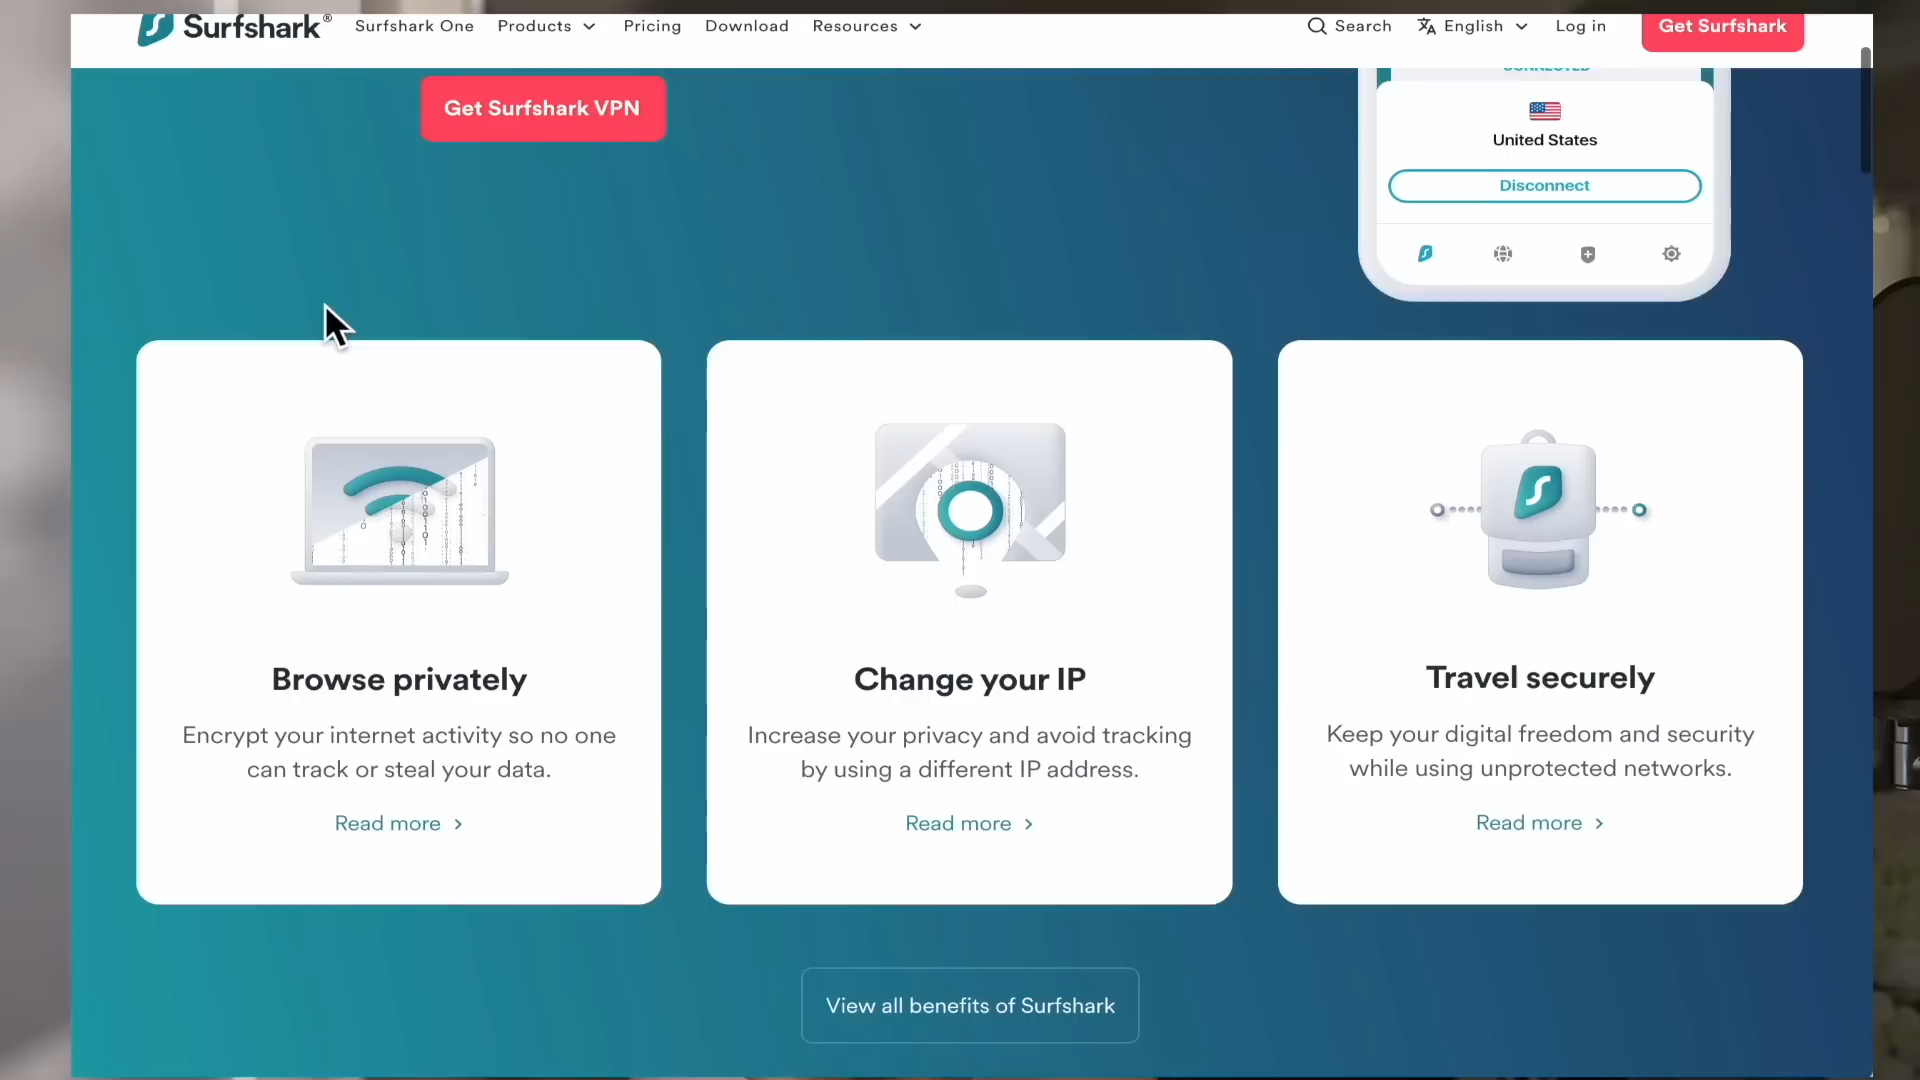 Surfshark®
Surfshark One
Products
Pricing
Download
Resources
Search
English
Log in
Get Surfshark
CONNECTED
Get Surfshark VPN
United States
Disconnect
Browse privately
Encrypt your internet activity so no one
can track or steal your data.
Read more
Change your IP
Increase your privacy and avoid tracking
by using a different IP address.
Read more
Travel securely
Keep your digital freedom and security
while using unprotected networks.
Read more
View all benefits of Surfshark